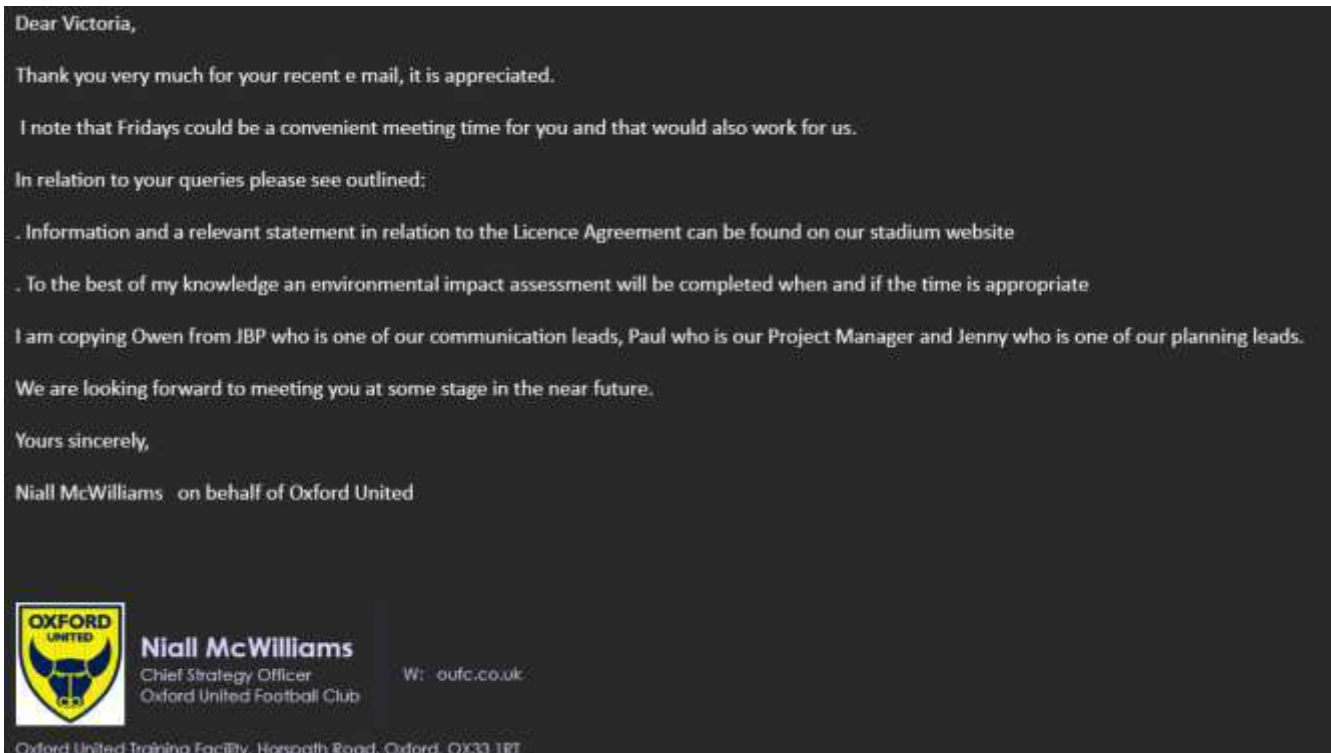 Dear Victoria,
Thank you very much for your recent e mail, it is appreciated.
I note that Fridays could be a convenient meeting time for you and that would also work for us.
In relation to your queries please see outlined:
. Information and a relevant statement in relation to the Licence Agreement can be found on our stadium website
. To the best of my knowledge an environmental impact assessment will be completed when and if the time is appropriate
I am copying Owen from JBP who is one of our communication leads, Paul who is our Project Manager and Jenny who is one of our planning leads.
We are looking forward to meeting you at some stage in the near future.
Yours sincerely,
Niall McWilliams on behalf of Oxford United
OXFORD
UNITED
Niall McWilliams
Chief Strategy Officer
Oxford United Football Club
W: oufc.co.uk
Oxford United Training Facility, Horspath Road, Oxford, OX33 1RT